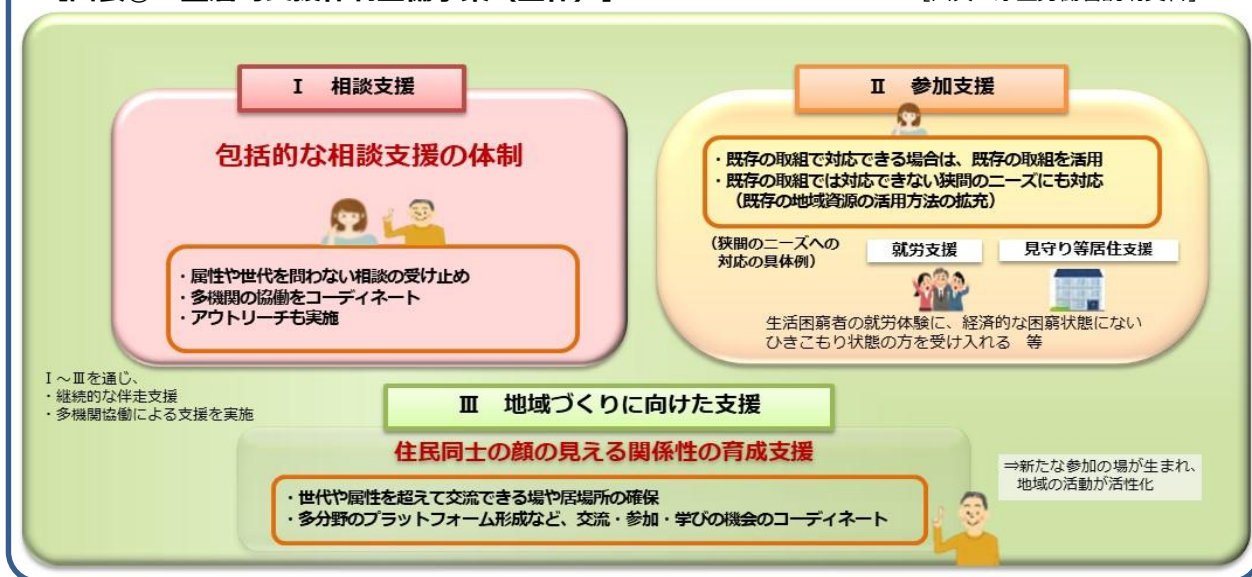 Ⅰ 相談支援
包括的な相談支援の体制
・属性や世代を問わない相談の受け止め
・多機関の協働をコーディネート
・アウトリーチも実施
Ⅱ 参加支援
・既存の取組で対応できる場合は、既存の取組を活用
・既存の取組では対応できない狭間のニーズにも対応
（既存の地域資源の活用方法の拡充）
（狭間のニーズへの
対応の具体例）
就労支援
見守り等居住支援
生活困窮者の就労体験に、経済的な困窮状態にない
ひきこもり状態の方を受け入れる 等
Ⅰ～Ⅲを通じ、
・継続的な伴走支援
・多機関協働による支援を実施
Ⅲ 地域づくりに向けた支援
住民同士の顔の見える関係性の育成支援
・世代や属性を超えて交流できる場や居場所の確保
・多分野のプラットフォーム形成など、交流・参加・学びの機会のコーディネート
⇒新たな参加の場が生まれ、
地域の活動が活性化